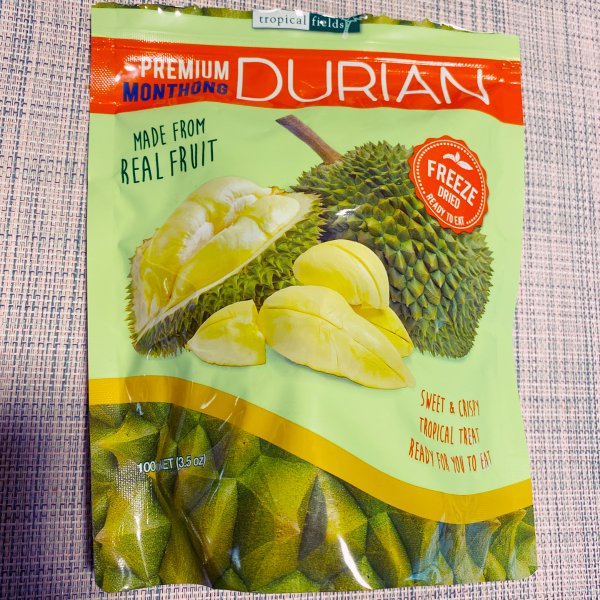 tropical fields
PREMIUM
MONTHONG
DURIAN
MADE FROM
REAL FRUIT
FREEZE
DRIED
READY TO EAT
SWEET & CRISPY
TROPICAL TREAT
READY FOR YOU TO EAT
100 NET (3.5 oz)